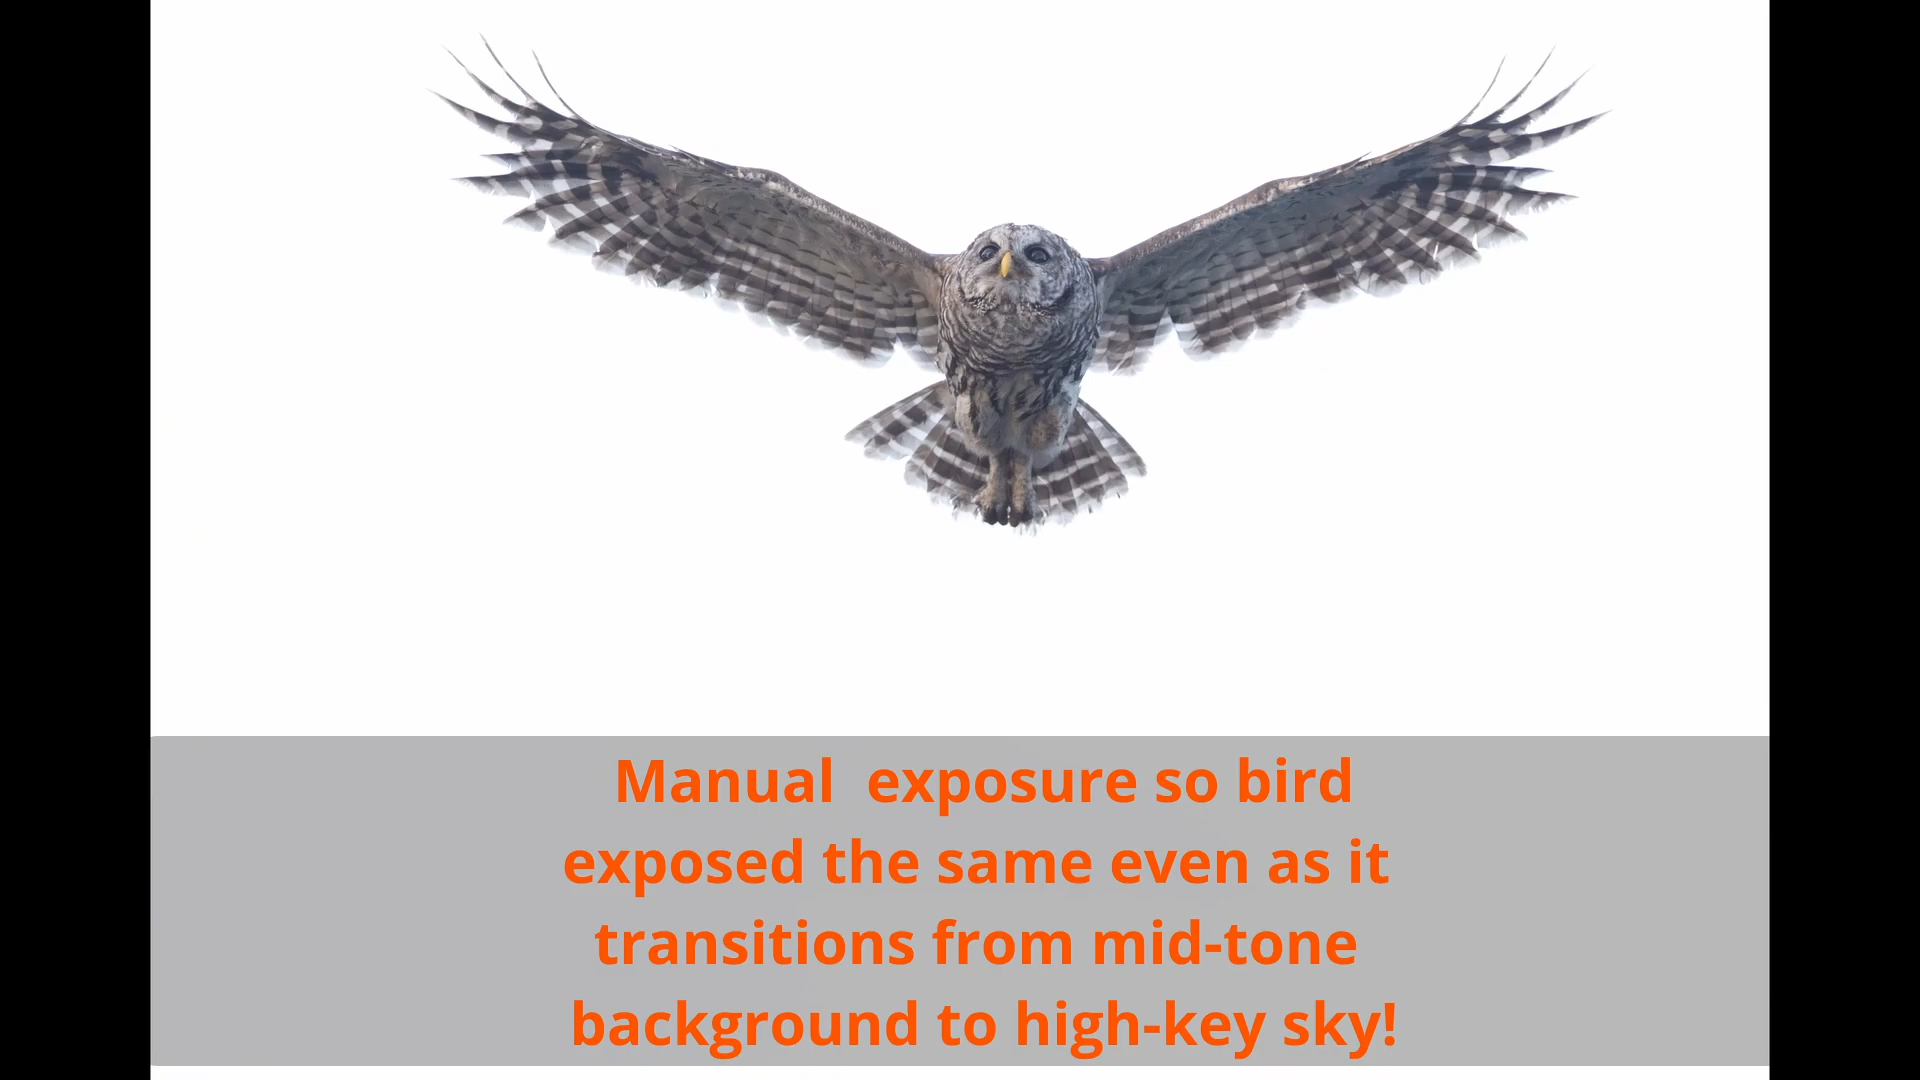 Manual  exposure so bird
exposed the same even as it
transitions from mid-tone
background to high-key sky!